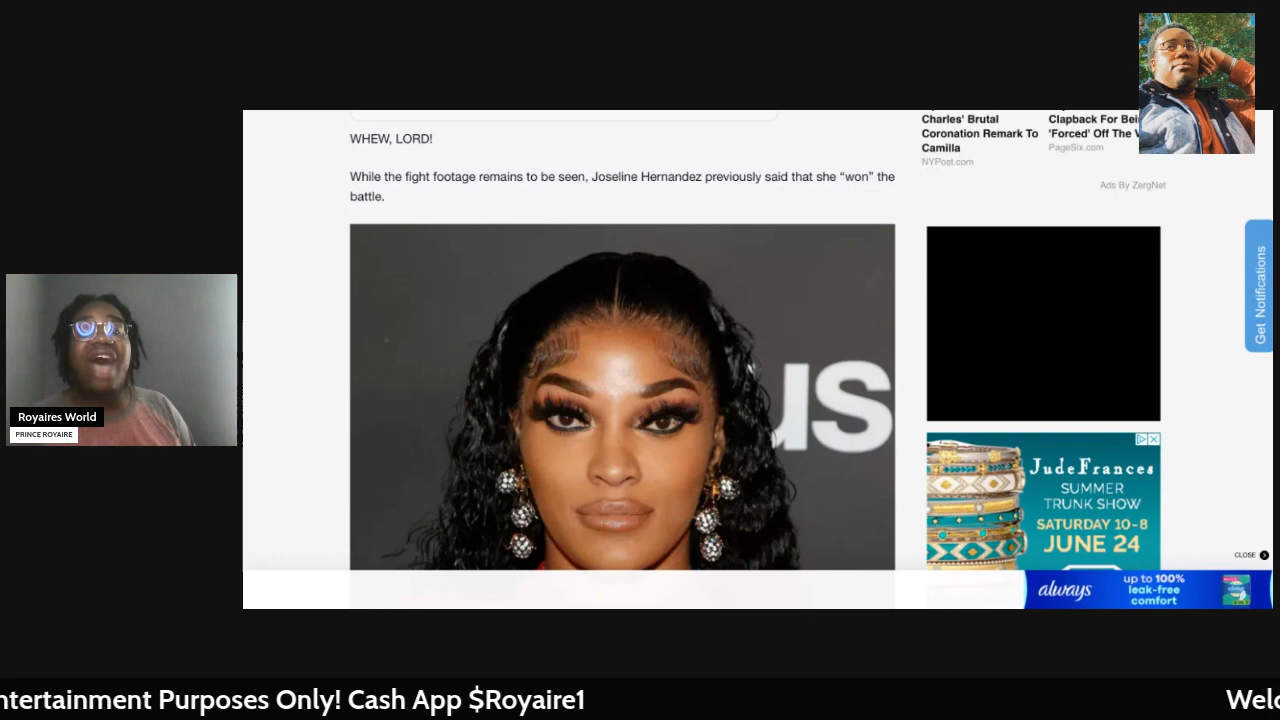 WHEW, LORD!
While the fight footage remains to be seen, Joseline Hernandez previously said that she “won” the
battle.
us
Charles' Brutal
Coronation Remark To
Camilla
NYPost.com
Clapback For
'Forced' Off The
PageSix.com
Ads By ZergNet
Get Notifications
JudeFrances
SUMMER
TRUNK SHOW
SATURDAY 10-8
JUNE 24
CLOSE
always
up to 100%
leak-free
comfort
Royaires World
PRINCE ROYAIRE
ntertainment Purposes Only! Cash App $Royaire1
Welc